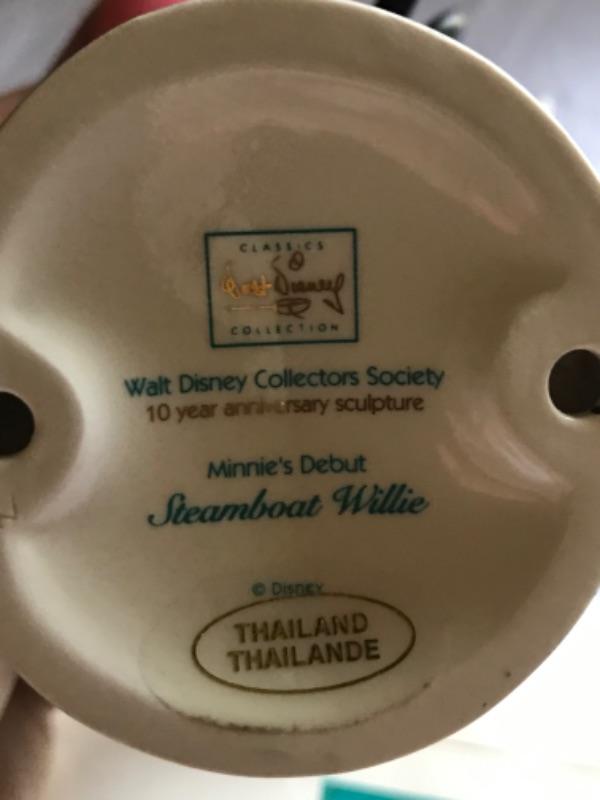 CLASSICS
Walt Disney
COLLECTION
Walt Disney Collectors Society
10 year anniversary sculpture
Minnie's Debut
Steamboat Willie
© Disney
THAILAND
THAILANDE